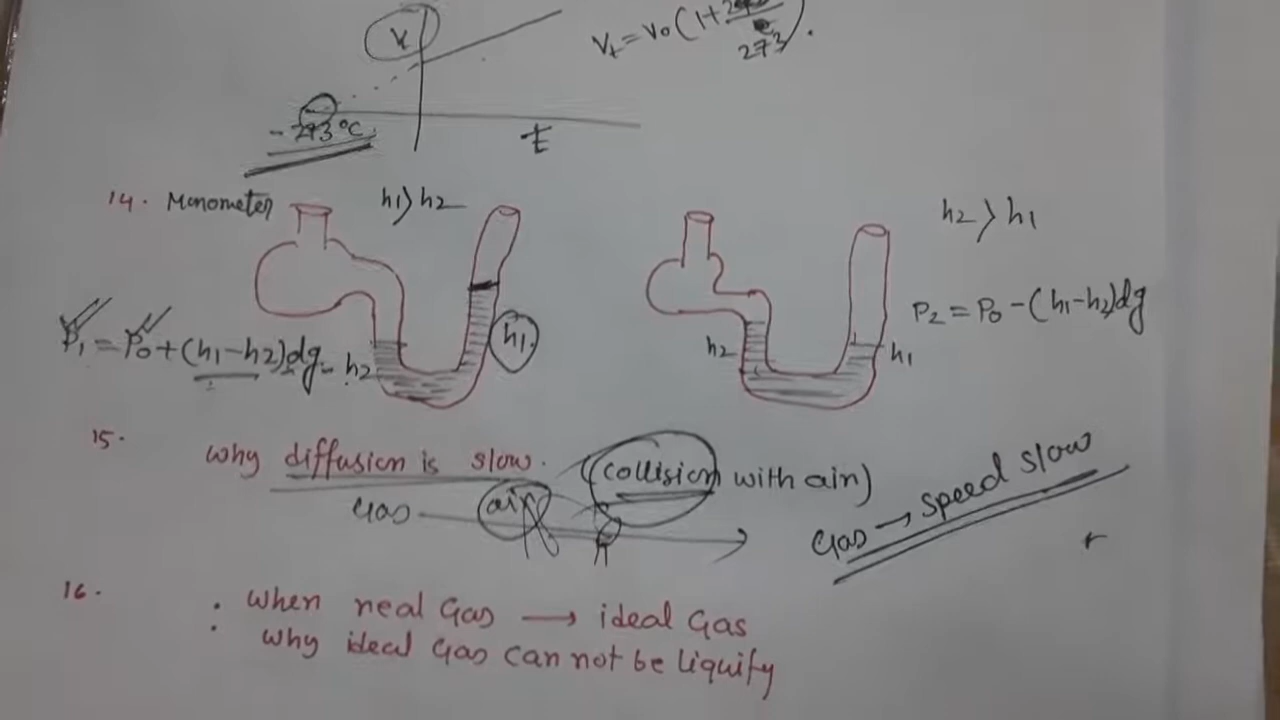 V
Vt = V0 (1 + 273).
- 273°C
t
14. Manometer
h1 > h2
h2 > h1
P1 = P0 + (h1 - h2)dg
h2
h1
h2
h1
P2 = P0 - (h1 - h2)dg
15. Why diffusion is slow. (collision with air)
Gas air
Gas → speed slow
16. : When real Gas → ideal Gas
: Why ideal Gas can not be liquify